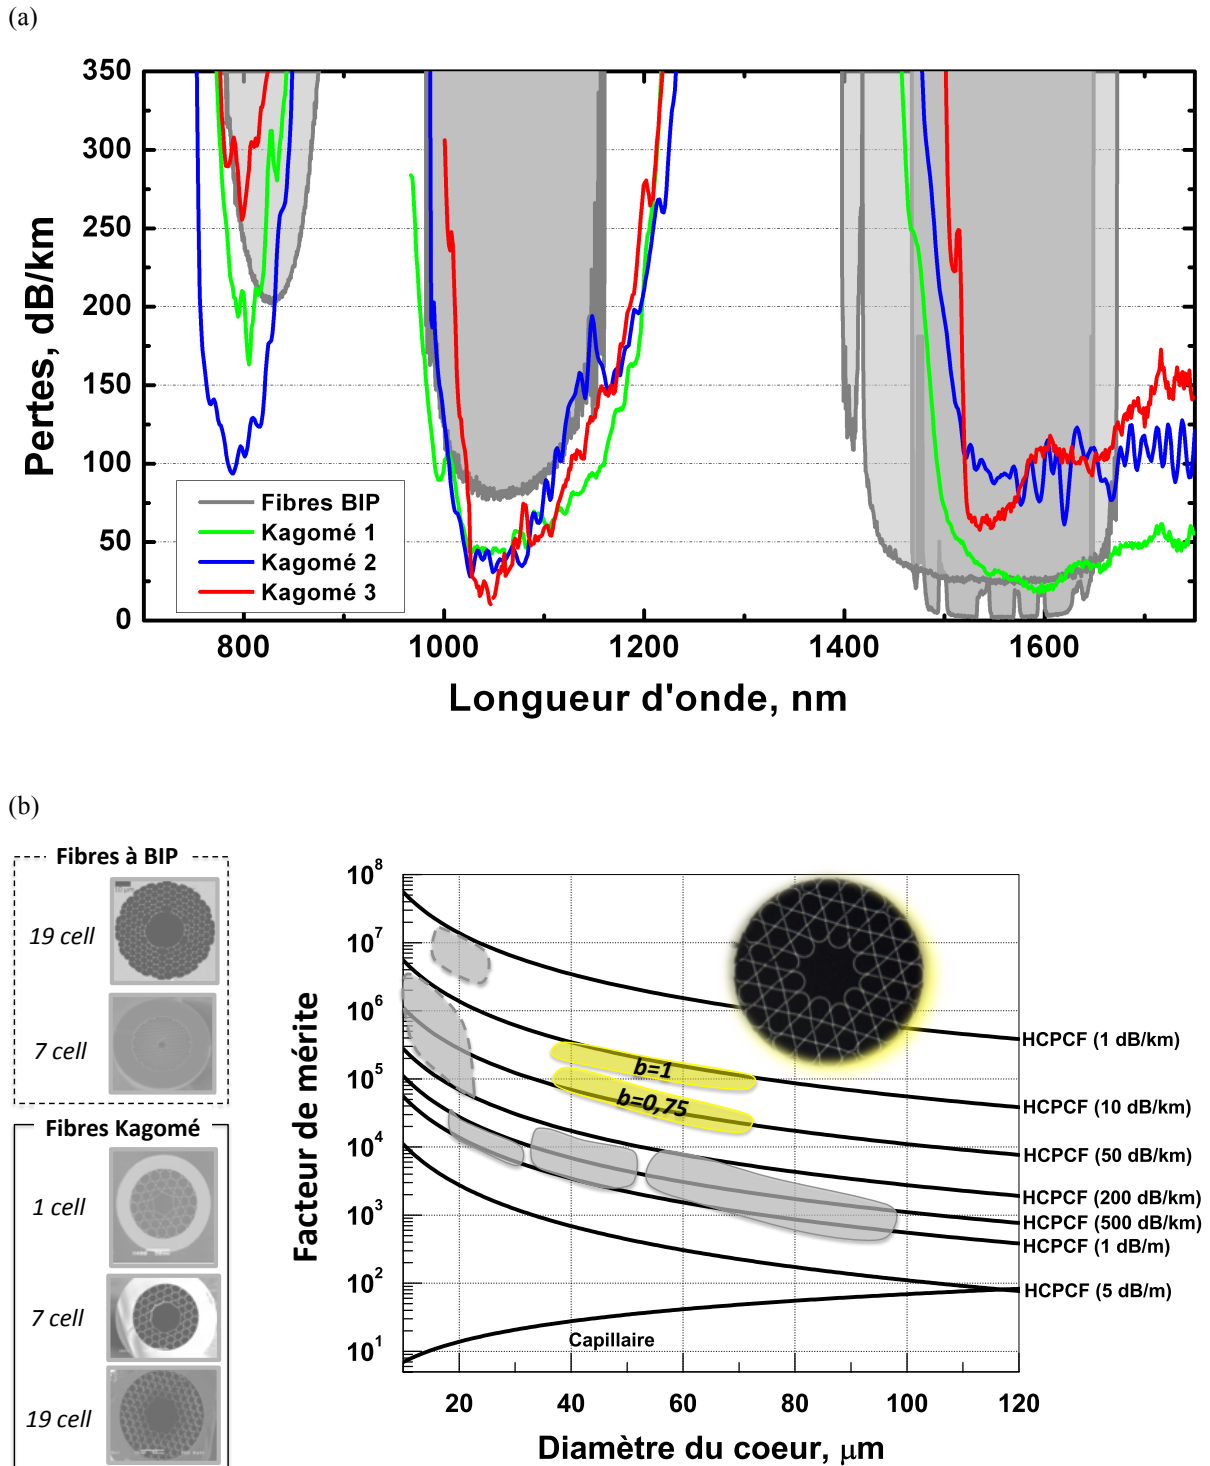 (a)
350
300
250
200
150
100
50
0
Pertes, dB/km
Fibres BIP
Kagomé 1
Kagomé 2
Kagomé 3
800
1000
1200
1400
1600
Longueur d'onde, nm
(b)
Fibres à BIP
19 cell
7 cell
Fibres Kagomé
1 cell
7 cell
19 cell
Facteur de mérite
10^8
10^7
10^6
10^5
10^4
10^3
10^2
10^1
b=1
b=0,75
Capillaire
HCPCF (1 dB/km)
HCPCF (10 dB/km)
HCPCF (50 dB/km)
HCPCF (200 dB/km)
HCPCF (500 dB/km)
HCPCF (1 dB/m)
HCPCF (5 dB/m)
20
40
60
80
100
120
Diamètre du coeur, μm